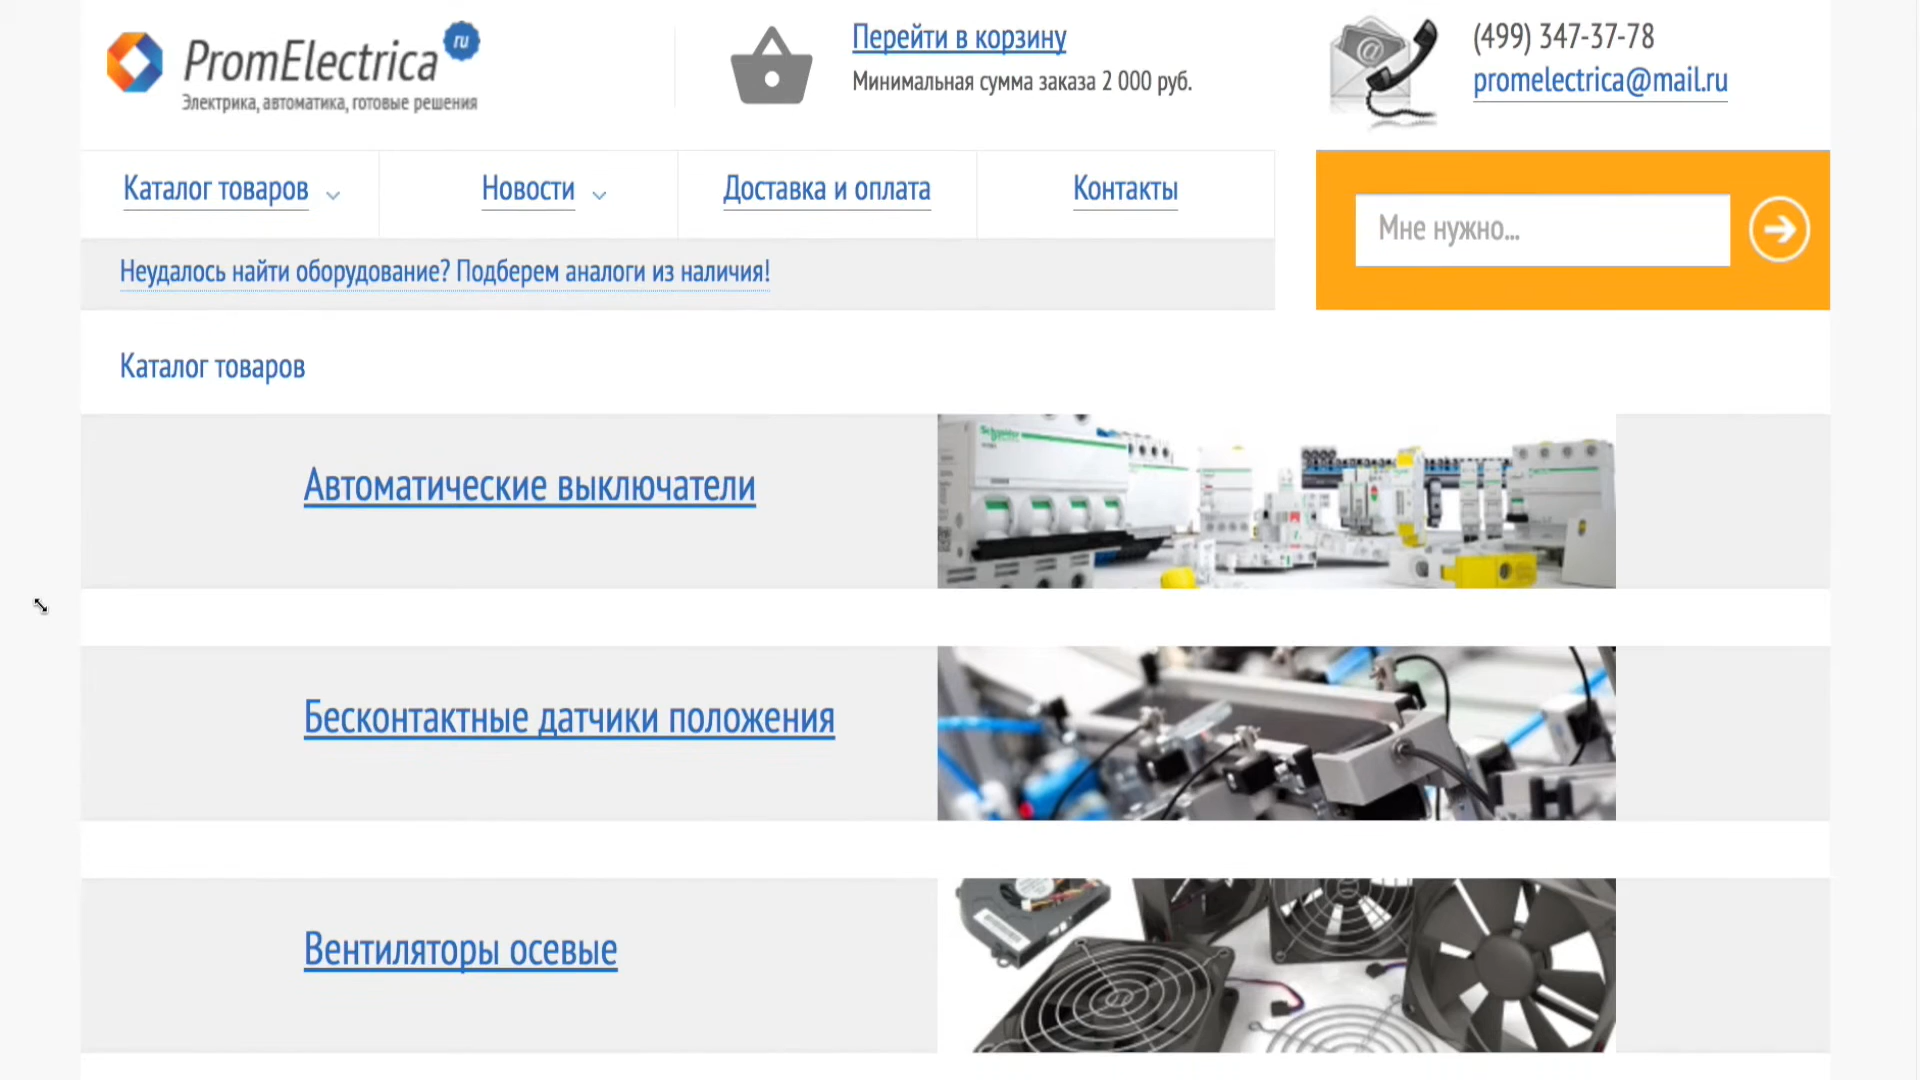 PromElectrica ru
Электрика, автоматика, готовые решения
Перейти в корзину
Минимальная сумма заказа 2 000 руб.
(499) 347-37-78
promelectrica@mail.ru
Каталог товаров
Новости
Доставка и оплата
Контакты
Мне нужно...
Неудалось найти оборудование? Подберем аналоги из наличия!
Каталог товаров
Автоматические выключатели
Schneider
Бесконтактные датчики положения
Вентиляторы осевые